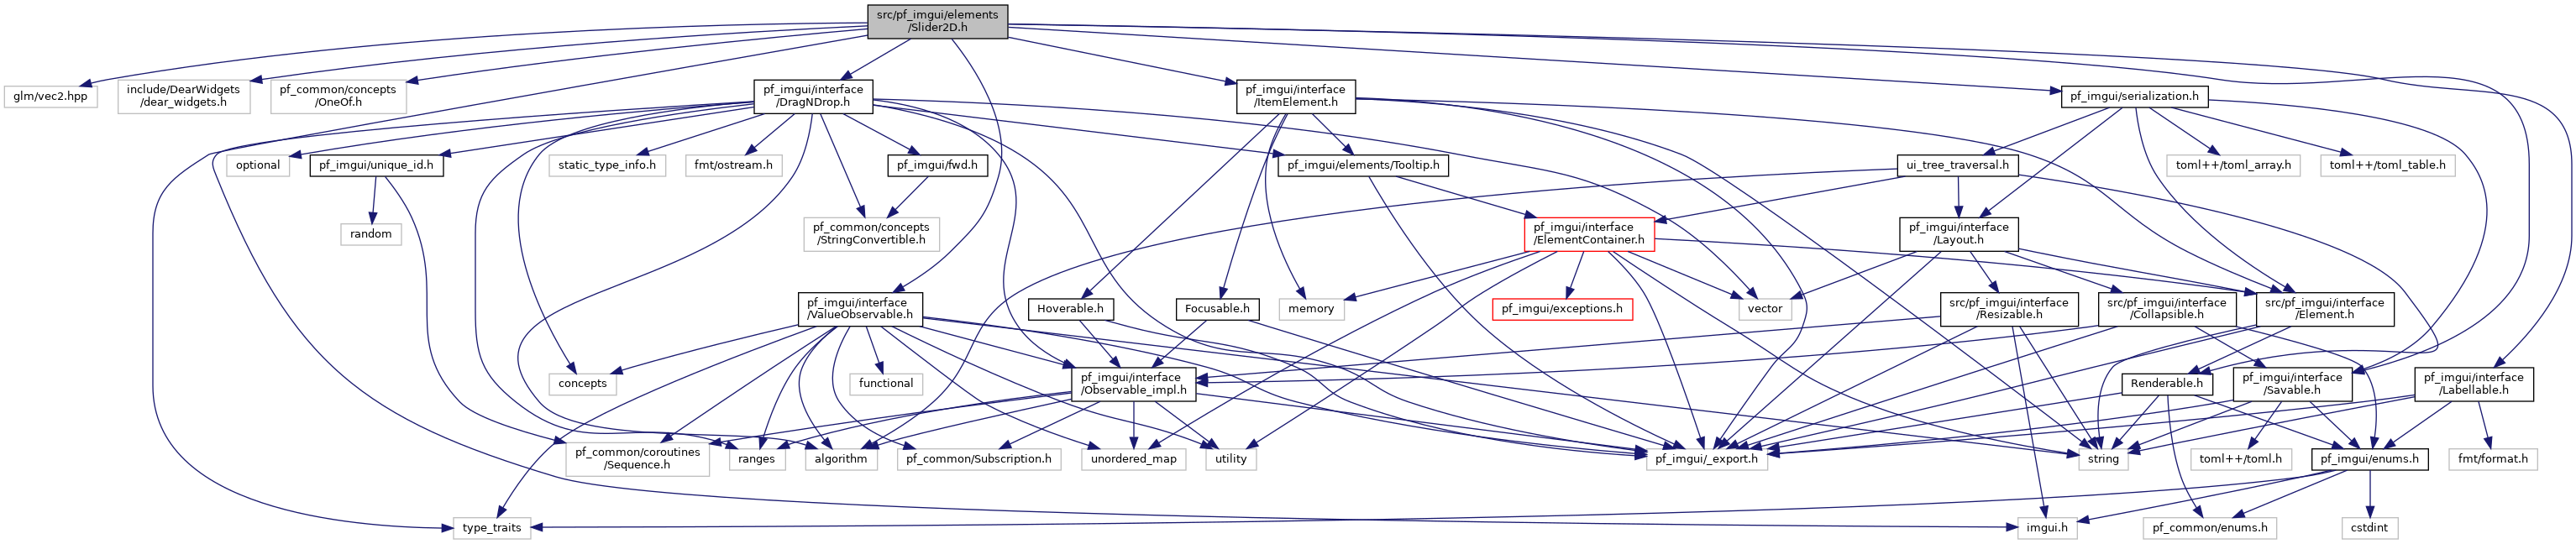 src/pf_imgui/elements
/Slider2D.h
glm/vec2.hpp
include/DearWidgets
/dear_widgets.h
pf_common/concepts
/OneOf.h
pf_imgui/interface
/DragNDrop.h
pf_imgui/interface
/ItemElement.h
pf_imgui/serialization.h
optional
pf_imgui/unique_id.h
static_type_info.h
fmt/ostream.h
pf_imgui/fwd.h
pf_imgui/elements/Tooltip.h
ui_tree_traversal.h
toml++/toml_array.h
toml++/toml_table.h
random
pf_common/concepts
/StringConvertible.h
pf_imgui/interface
/ElementContainer.h
pf_imgui/interface
/Layout.h
pf_imgui/interface
/ValueObservable.h
Hoverable.h
Focusable.h
memory
pf_imgui/exceptions.h
vector
src/pf_imgui/interface
/Resizable.h
src/pf_imgui/interface
/Collapsible.h
src/pf_imgui/interface
/Element.h
concepts
functional
pf_imgui/interface
/Observable_impl.h
Renderable.h
pf_imgui/interface
/Savable.h
pf_imgui/interface
/Labellable.h
pf_common/coroutines
/Sequence.h
ranges
algorithm
pf_common/Subscription.h
unordered_map
utility
pf_imgui/_export.h
string
toml++/toml.h
pf_imgui/enums.h
fmt/format.h
type_traits
imgui.h
pf_common/enums.h
cstdint